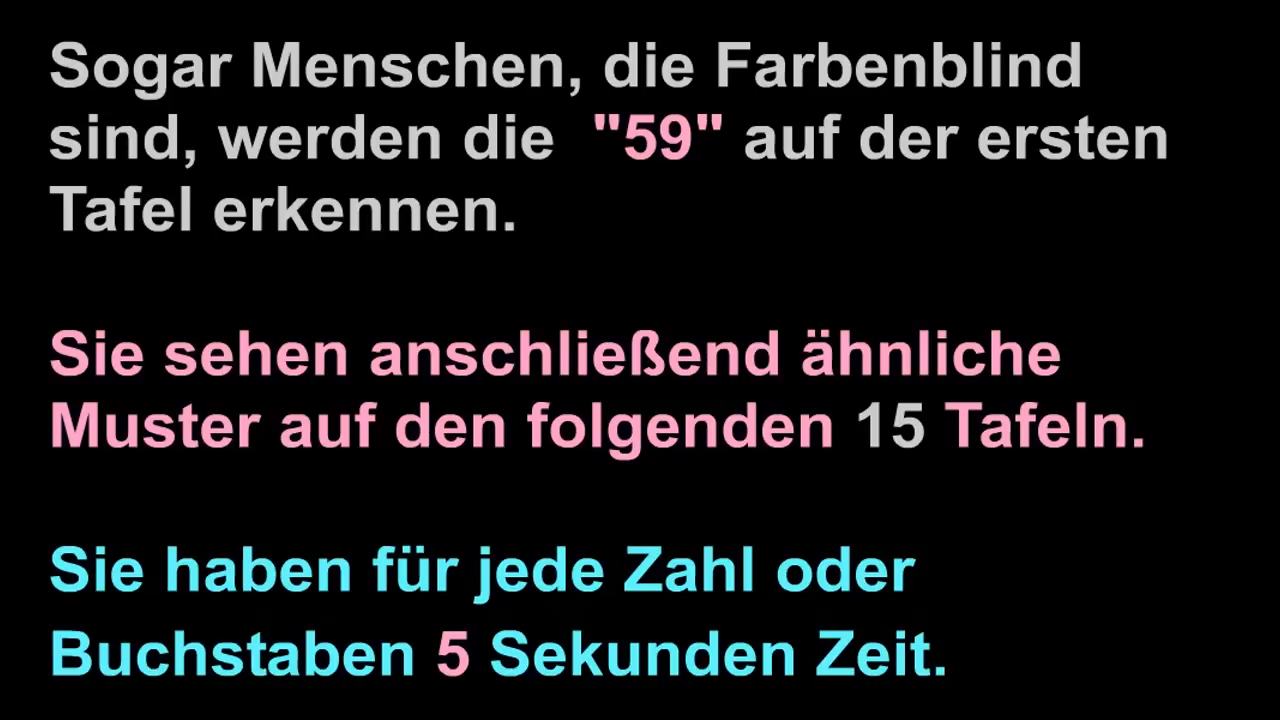 Sogar Menschen, die Farbenblind
sind, werden die "59" auf der ersten
Tafel erkennen.
Sie sehen anschließend ähnliche
Muster auf den folgenden 15 Tafeln.
Sie haben für jede Zahl oder
Buchstaben 5 Sekunden Zeit.